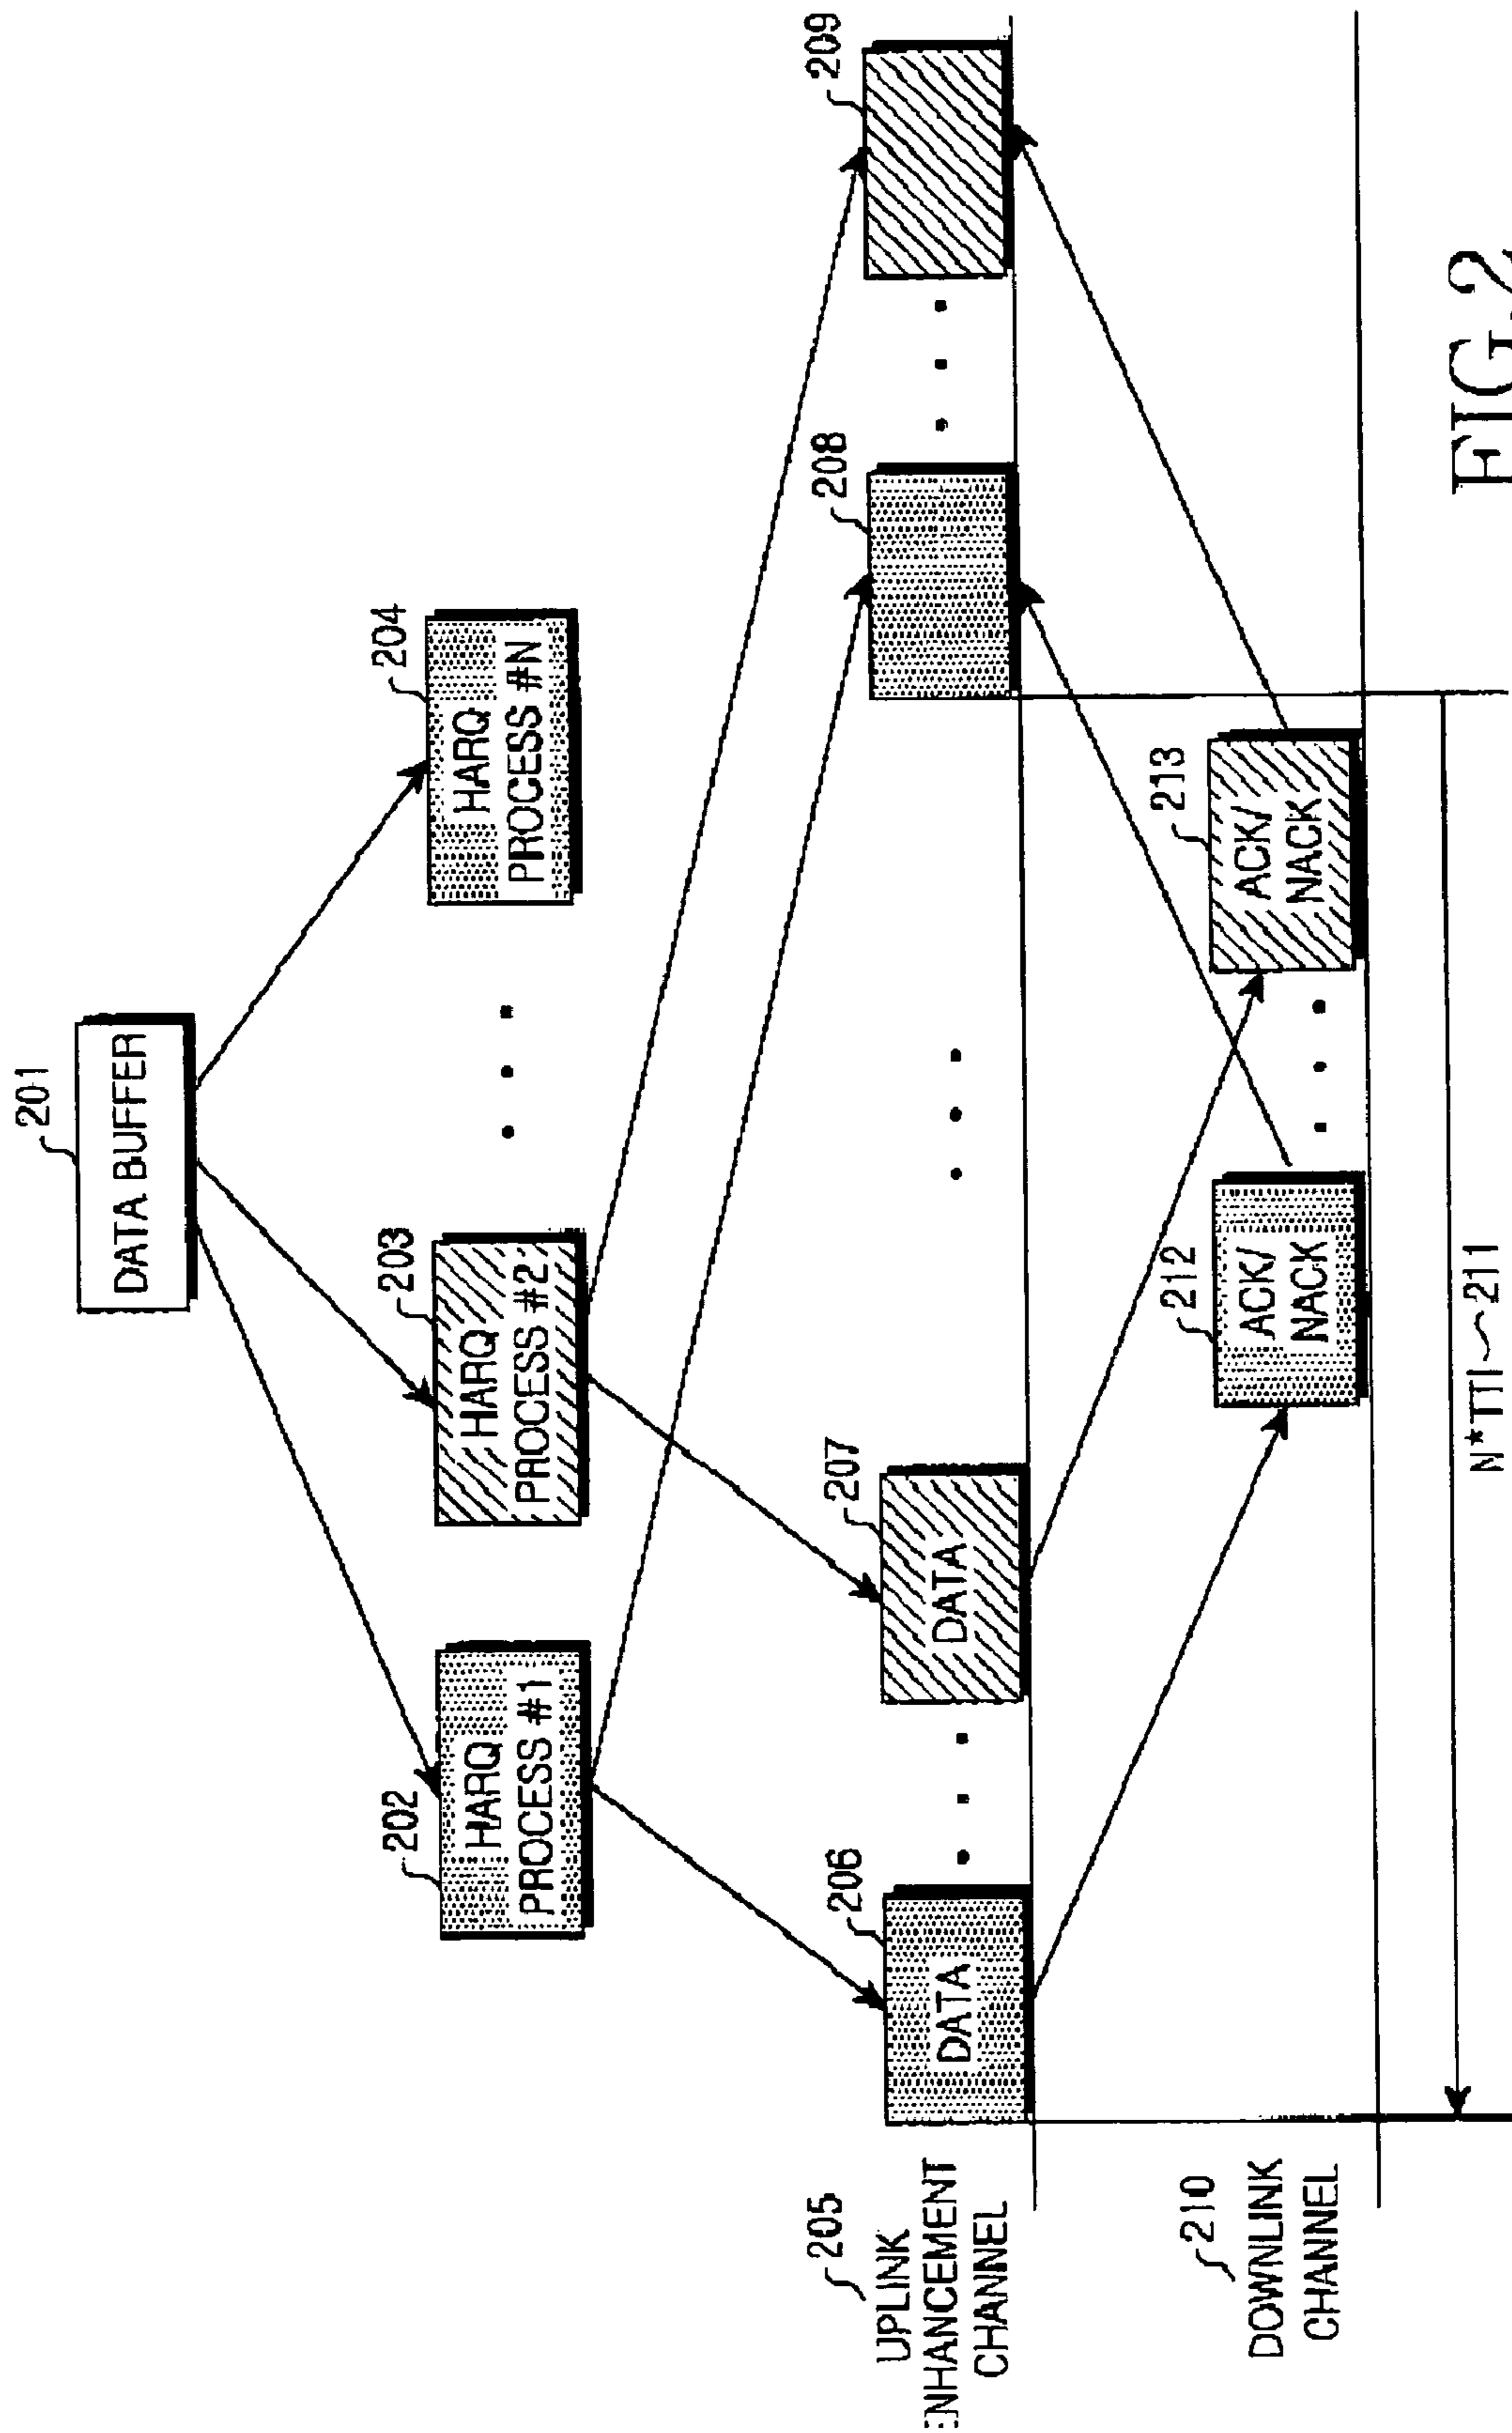 201
DATA BUFFER
202
HARQ
PROCESS #1
203
HARQ
PROCESS #2
204
HARQ
PROCESS #N
205
UPLINK
ENHANCEMENT
CHANNEL
206
DATA
207
DATA
208
209
210
DOWNLINK
CHANNEL
212
ACK/
NACK
213
ACK/
NACK
N*TTI 211
FIG.2